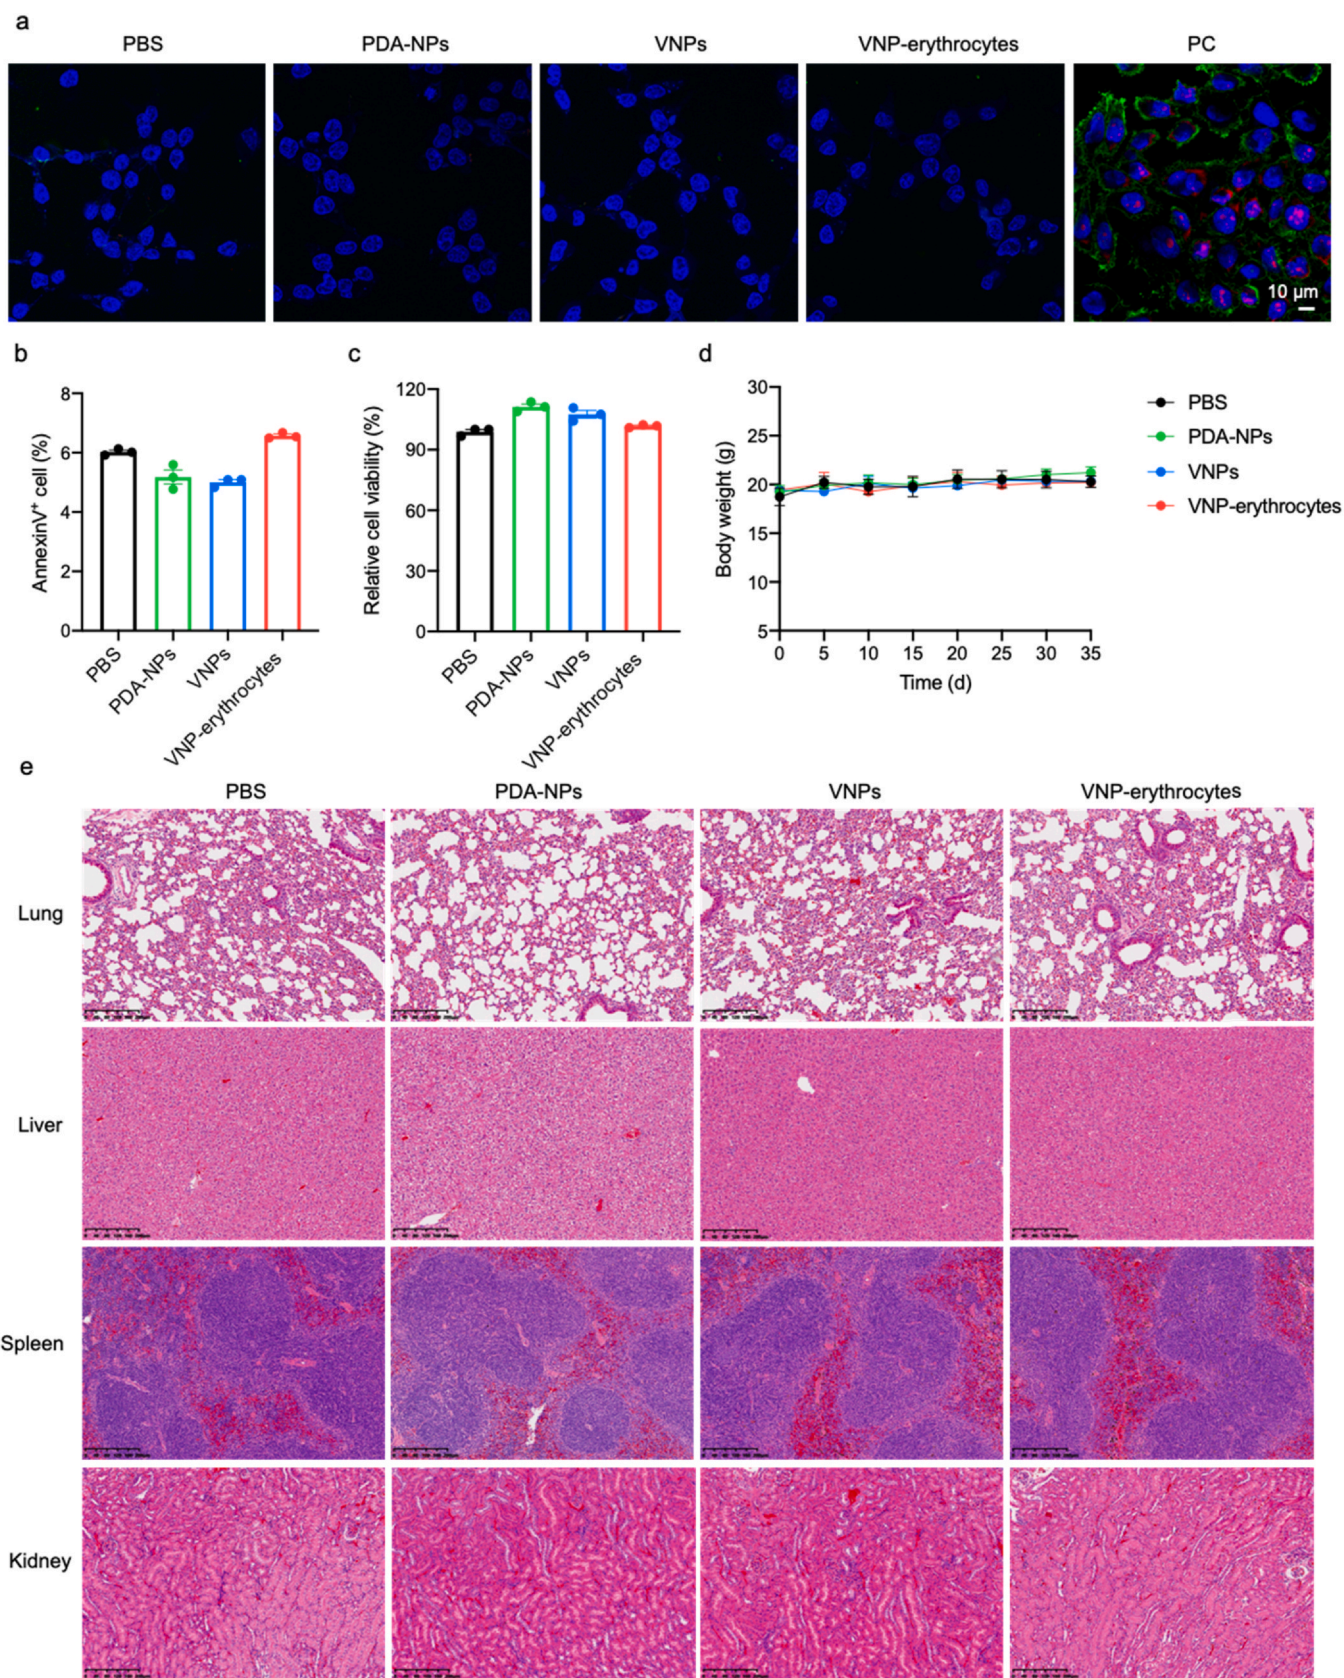 a
PBS PDA-NPs VNPs VNP-erythrocytes PC
10 μm
b
AnnexinV⁺ cell (%)
8
6
4
2
0
PBS
PDA-NPs
VNPs
VNP-erythrocytes
c
Relative cell viability (%)
120
90
60
30
0
PBS
PDA-NPs
VNPs
VNP-erythrocytes
d
Body weight (g)
30
25
20
15
10
5
0 5 10 15 20 25 30 35
Time (d)
PBS
PDA-NPs
VNPs
VNP-erythrocytes
e
PBS PDA-NPs VNPs VNP-erythrocytes
Lung
Liver
Spleen
Kidney